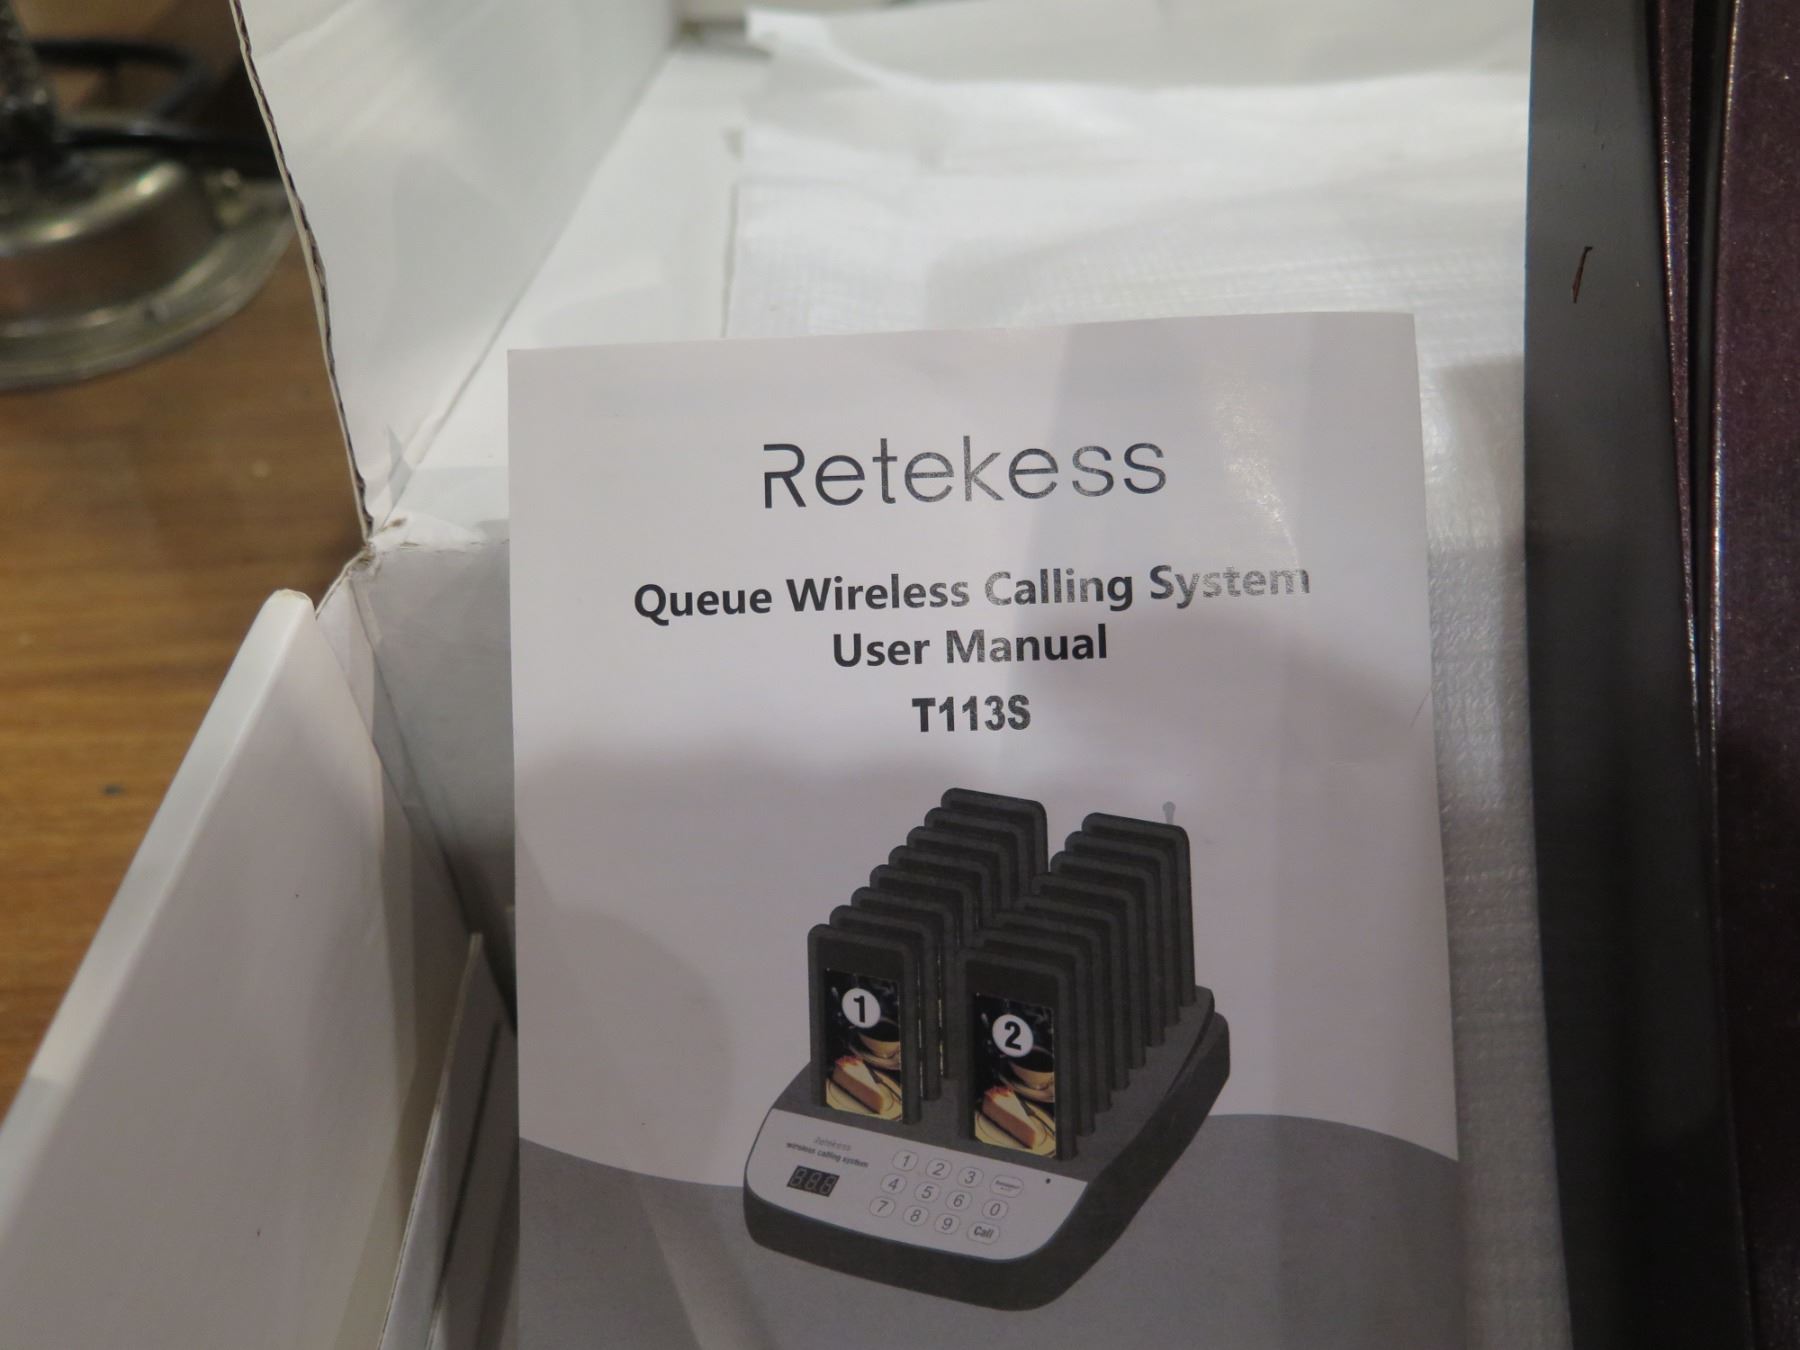 Retekess
Queue Wireless Calling System
User Manual
T113S
1
2
Retekess
wireless calling system
888
1 2 3
4 5 6 0
7 8 9 Call